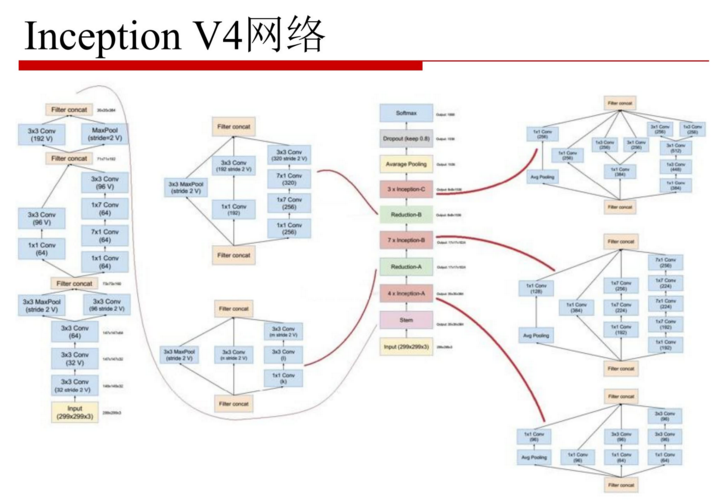 Inception V4网络
Filter concat
3x3 Conv
(192 V)
MaxPool
(stride=2 V)
Filter concat
3x3 Conv
(96 V)
1x7 Conv
(64)
3x3 Conv
(96 V)
7x1 Conv
(64)
1x1 Conv
(64)
1x1 Conv
(64)
Filter concat
3x3 MaxPool
(stride 2 V)
3x3 Conv
(96 stride 2 V)
3x3 Conv
(64)
3x3 Conv
(32 V)
3x3 Conv
(32 stride 2 V)
Input
(299x299x3)
Filter concat
3x3 Conv
(320 stride 2 V)
3x3 Conv
(192 stride 2 V)
7x1 Conv
(320)
3x3 MaxPool
(stride 2 V)
1x7 Conv
(256)
1x1 Conv
(192)
1x1 Conv
(256)
Filter concat
Filter concat
3x3 Conv
(m stride 2 V)
3x3 MaxPool
(stride 2 V)
3x3 Conv
(n stride 2 V)
3x3 Conv
(l)
1x1 Conv
(k)
Filter concat
Softmax
Dropout (keep 0.8)
Avarage Pooling
3 x Inception-C
Reduction-B
7 x Inception-B
Reduction-A
4 x Inception-A
Stem
Input (299x299x3)
Filter concat
1x1 Conv
(256)
3x1 Conv
(256)
1x3 Conv
(256)
1x3 Conv
(256)
3x1 Conv
(256)
3x1 Conv
(512)
1x1 Conv
(256)
1x3 Conv
(448)
Avg Pooling
1x1 Conv
(384)
1x1 Conv
(384)
Filter concat
Filter concat
7x1 Conv
(256)
1x1 Conv
(128)
1x7 Conv
(256)
1x7 Conv
(224)
1x1 Conv
(384)
1x7 Conv
(224)
7x1 Conv
(224)
Avg Pooling
1x1 Conv
(192)
1x7 Conv
(192)
1x1 Conv
(192)
Filter concat
Filter concat
3x3 Conv
(96)
1x1 Conv
(96)
3x3 Conv
(96)
3x3 Conv
(96)
Avg Pooling
1x1 Conv
(96)
1x1 Conv
(64)
1x1 Conv
(64)
Filter concat